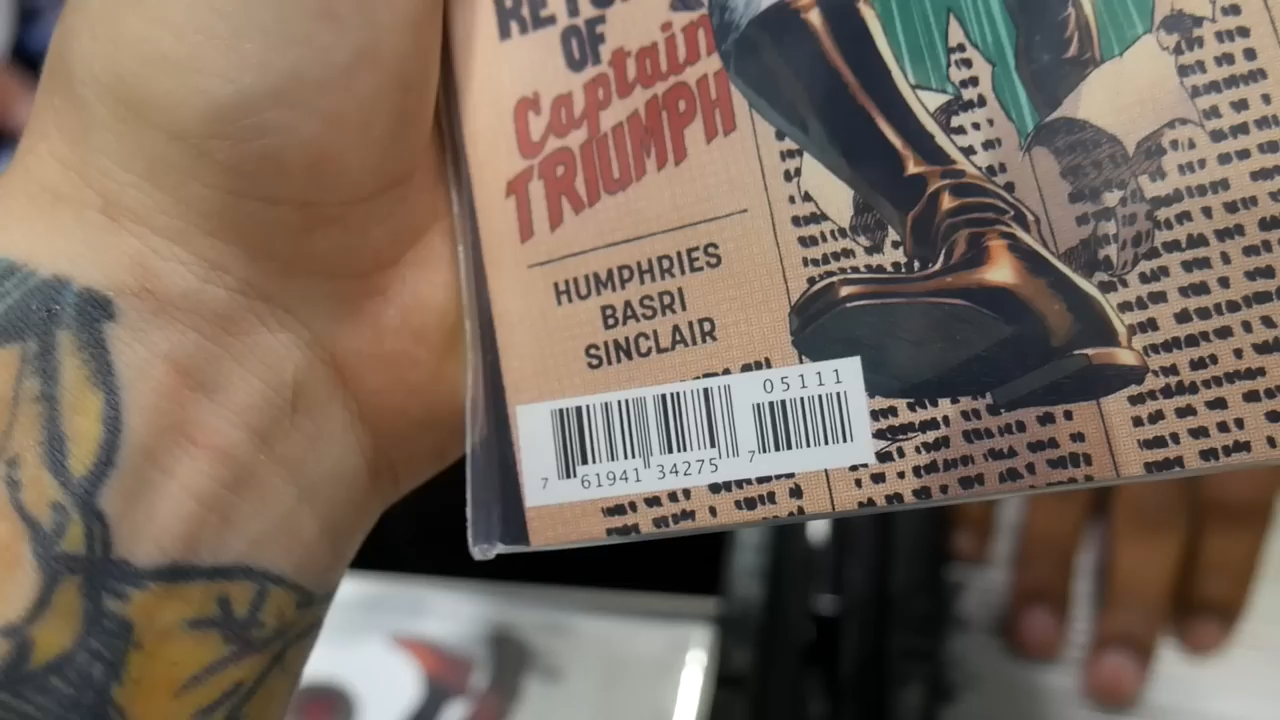 OF
Captain
TRIUMPH
HUMPHRIES
BASRI
SINCLAIR
05111
7 61941 34275 7